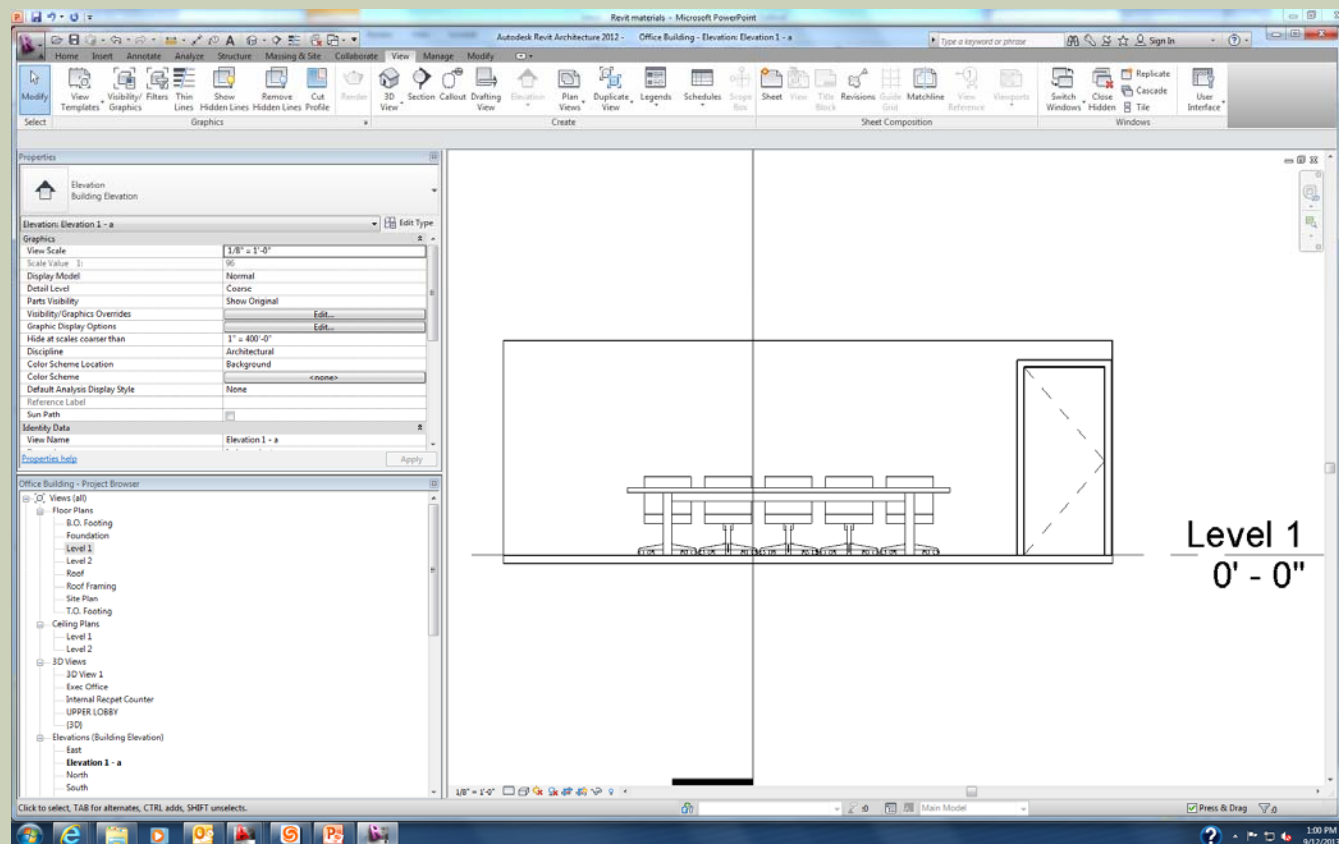 Revit materials - Microsoft PowerPoint
Autodesk Revit Architecture 2012 - Office Building - Elevation: Elevation 1 - a
Type a keyword or phrase
Sign In
Home Insert Annotate Analyze Structure Massing & Site Collaborate View Manage Modify
Modify
View Templates
Visibility/ Graphics
Filters
Thin Lines
Show Hidden Lines
Remove Hidden Lines
Cut Profile
Render
3D View
Section
Callout
Drafting View
Elevation
Plan Views
Duplicate View
Legends
Schedules
Scope Box
Sheet
View
Title Block
Revisions
Guide Grid
Matchline
View Reference
Viewports
Switch Windows
Close Hidden
Replicate
Cascade
Tile
User Interface
Select
Graphics
Create
Sheet Composition
Windows
Properties
Elevation
Building Elevation
Elevation: Elevation 1 - a
Edit Type
Graphics
View Scale 1/8" = 1'-0"
Scale Value 1: 96
Display Model Normal
Detail Level Coarse
Parts Visibility Show Original
Visibility/Graphics Overrides Edit...
Graphic Display Options Edit...
Hide at scales coarser than 1" = 400'-0"
Discipline Architectural
Color Scheme Location Background
Color Scheme <none>
Default Analysis Display Style None
Reference Label
Sun Path
Identity Data
View Name Elevation 1 - a
Properties help
Apply
Office Building - Project Browser
Views (all)
Floor Plans
B.O. Footing
Foundation
Level 1
Level 2
Roof
Roof Framing
Site Plan
T.O. Footing
Ceiling Plans
Level 1
Level 2
3D Views
3D View 1
Exec Office
Internal Recpet Counter
UPPER LOBBY
{3D}
Elevations (Building Elevation)
East
Elevation 1 - a
North
South
Level 1
0' - 0"
1/8" = 1'-0"
Click to select, TAB for alternates, CTRL adds, SHIFT unselects.
:0
Main Model
Press & Drag
:0
1:00 PM